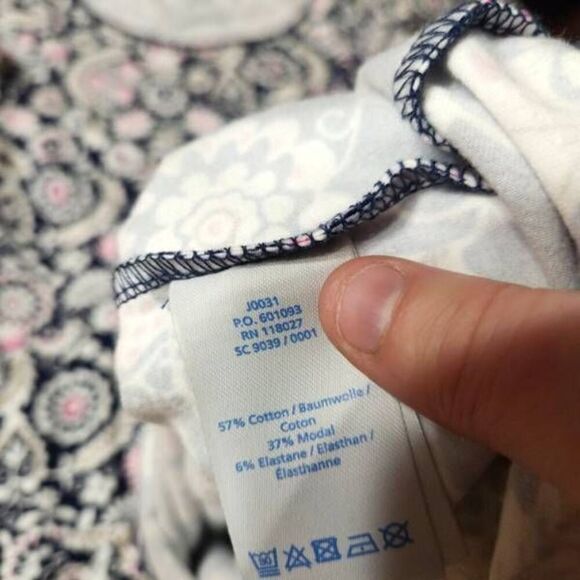 J0031
P.O. 601093
RN 118027
SC 9039 / 0001
57% Cotton / Baumwolle /
Coton
37% Modal
6% Elastane / Elasthan /
Élasthanne